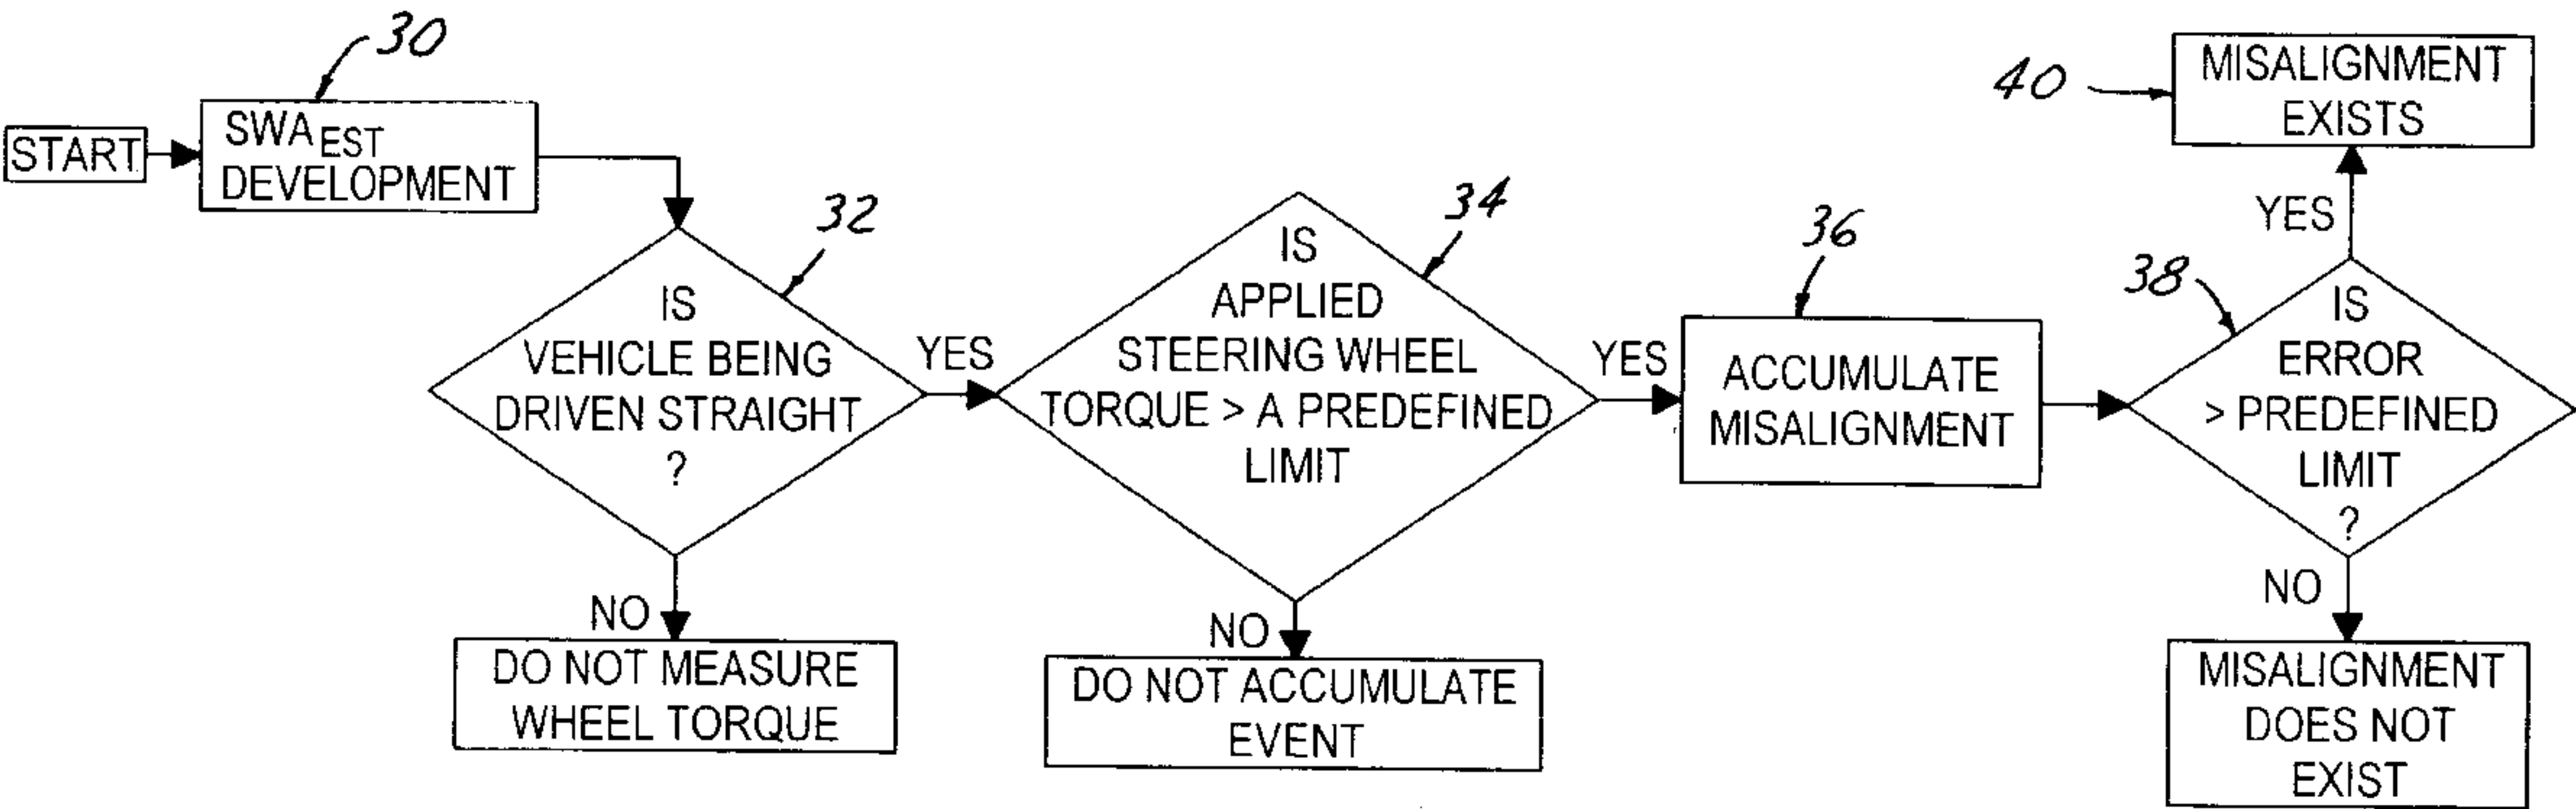 START
30
SWAEST
DEVELOPMENT
32
IS
VEHICLE BEING
DRIVEN STRAIGHT
?
NO
DO NOT MEASURE
WHEEL TORQUE
YES
34
IS
APPLIED
STEERING WHEEL
TORQUE > A PREDEFINED
LIMIT
NO
DO NOT ACCUMULATE
EVENT
YES
36
ACCUMULATE
MISALIGNMENT
38
IS
ERROR
> PREDEFINED
LIMIT
?
YES
40
MISALIGNMENT
EXISTS
NO
MISALIGNMENT
DOES NOT
EXIST